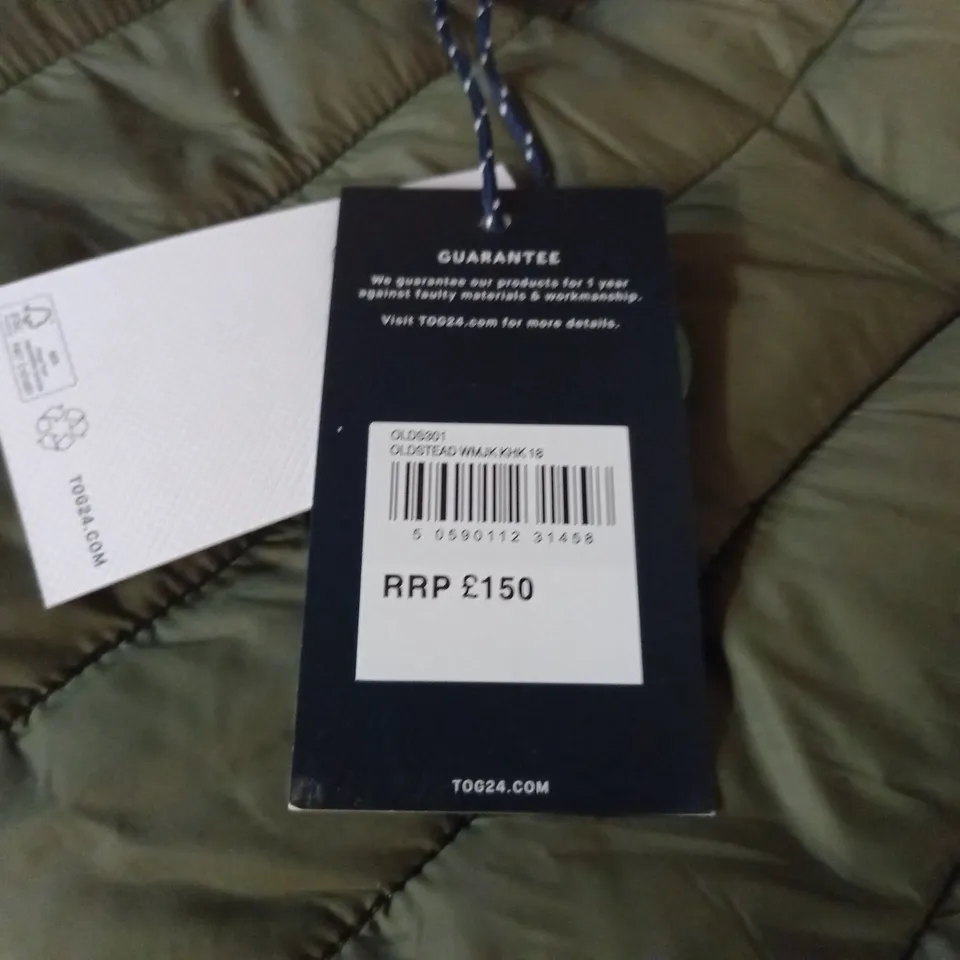 GUARANTEE
We guarantee our products for 1 year
against faulty materials & workmanship.
Visit TOG24.com for more details.
OLDS301
OLDSTEAD WMJK KHK 18
5 0590112 31458
RRP £150
TOG24.COM
TOG24.COM